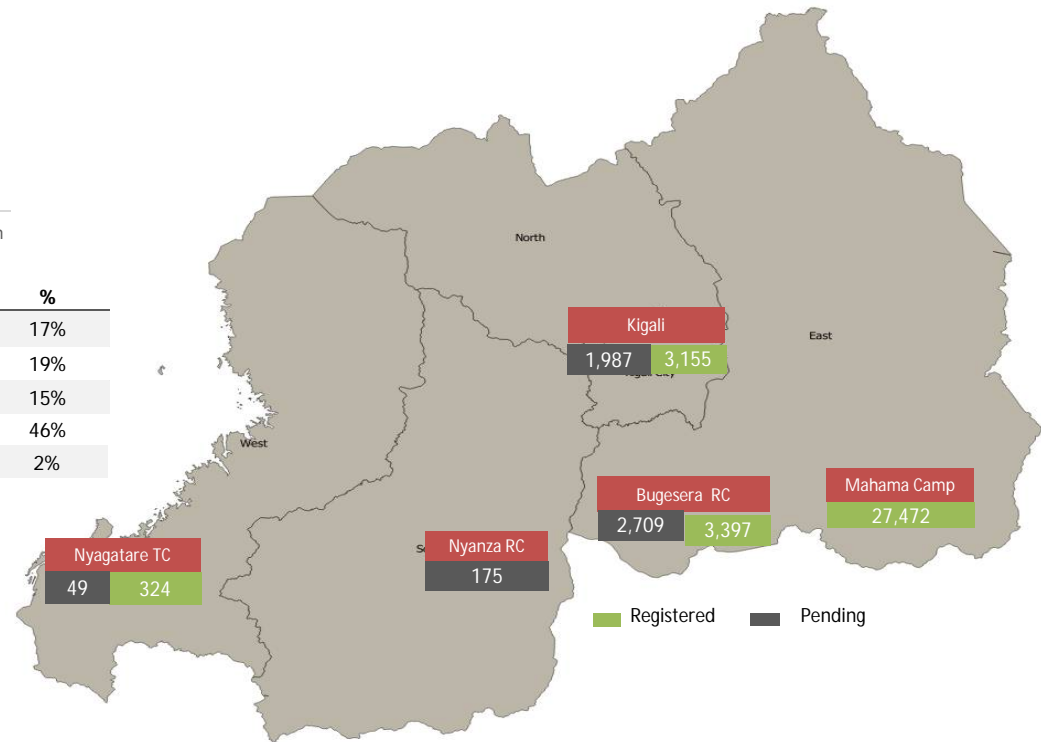 %
17%
19%
15%
46%
2%
North
East
West
Kigali
1,987 3,155
Bugesera RC
2,709 3,397
Mahama Camp
27,472
Nyanza RC
175
Nyagatare TC
49 324
Registered Pending